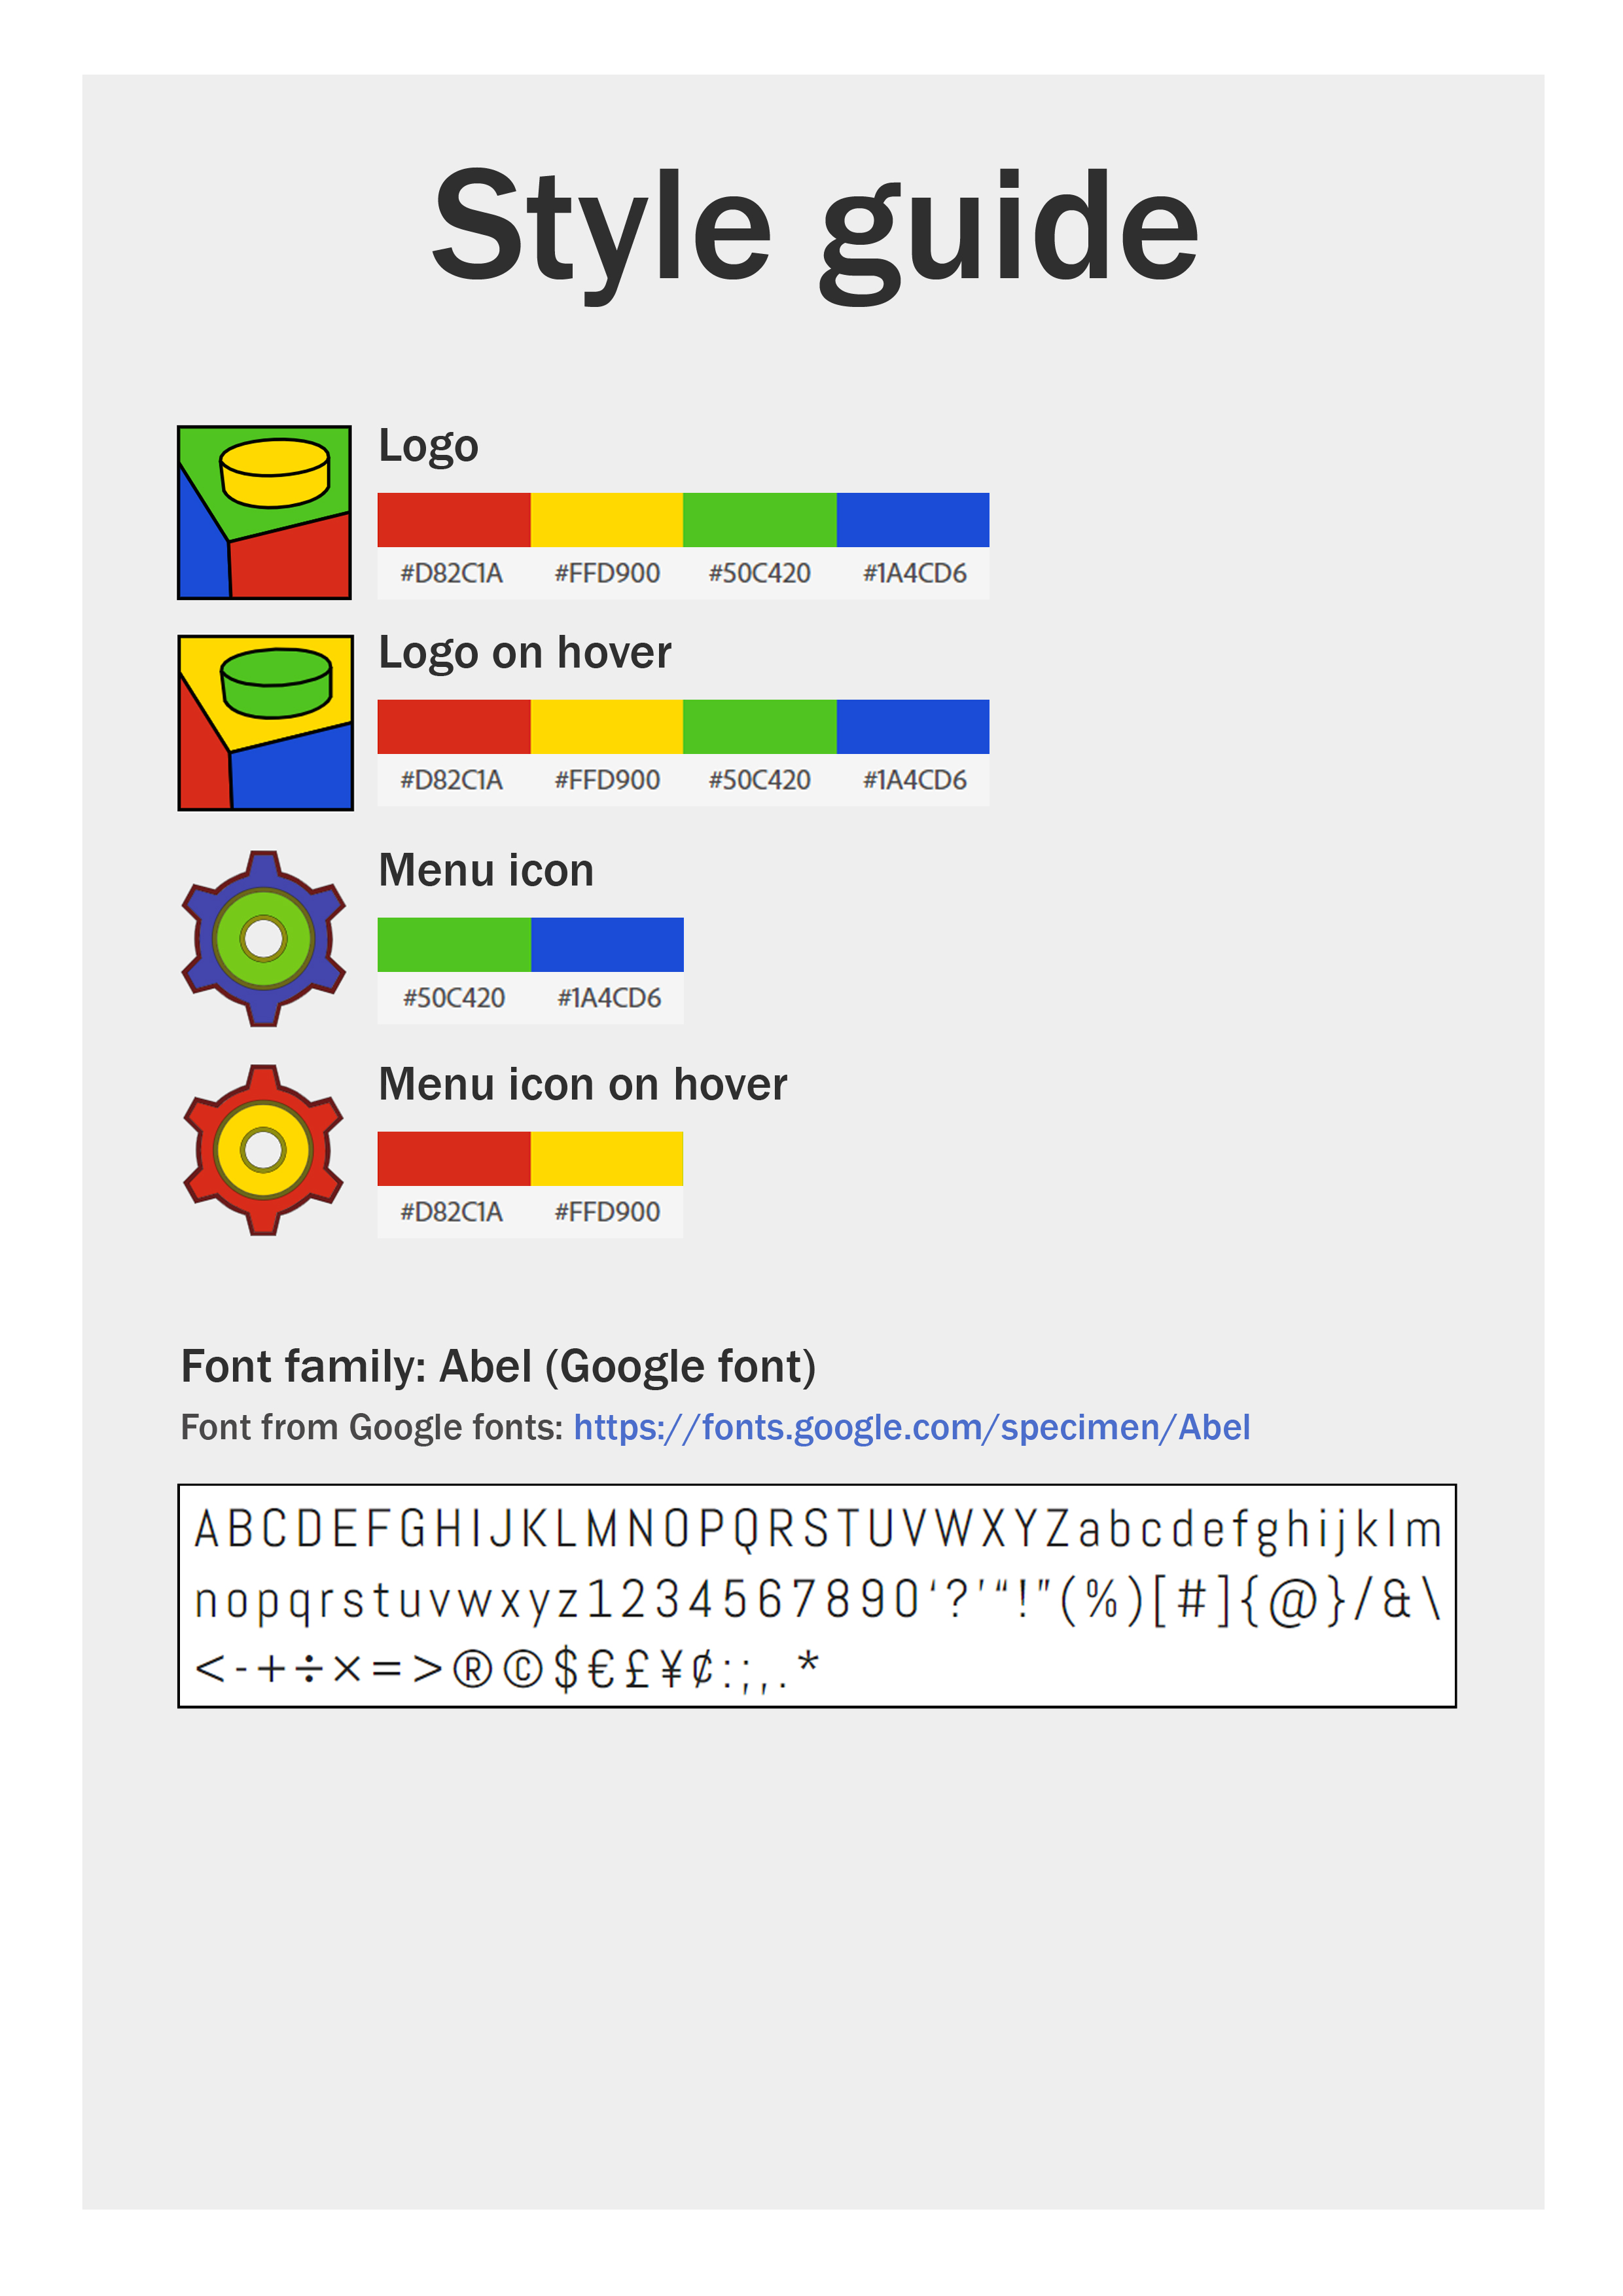 Style guide
Logo
#D82C1A #FFD900 #50C420 #1A4CD6
Logo on hover
#D82C1A #FFD900 #50C420 #1A4CD6
Menu icon
#50C420 #1A4CD6
Menu icon on hover
#D82C1A #FFD900
Font family: Abel (Google font)
Font from Google fonts: https://fonts.google.com/specimen/Abel
ABCDEFGHIJKLMNOPQRSTUVWXYZabcdefghijklm
nopqrstuvwxyz1234567890‘?’“!”(%)[#]{@}/&\
<-+÷×=>®©$€£¥¢:;,.*